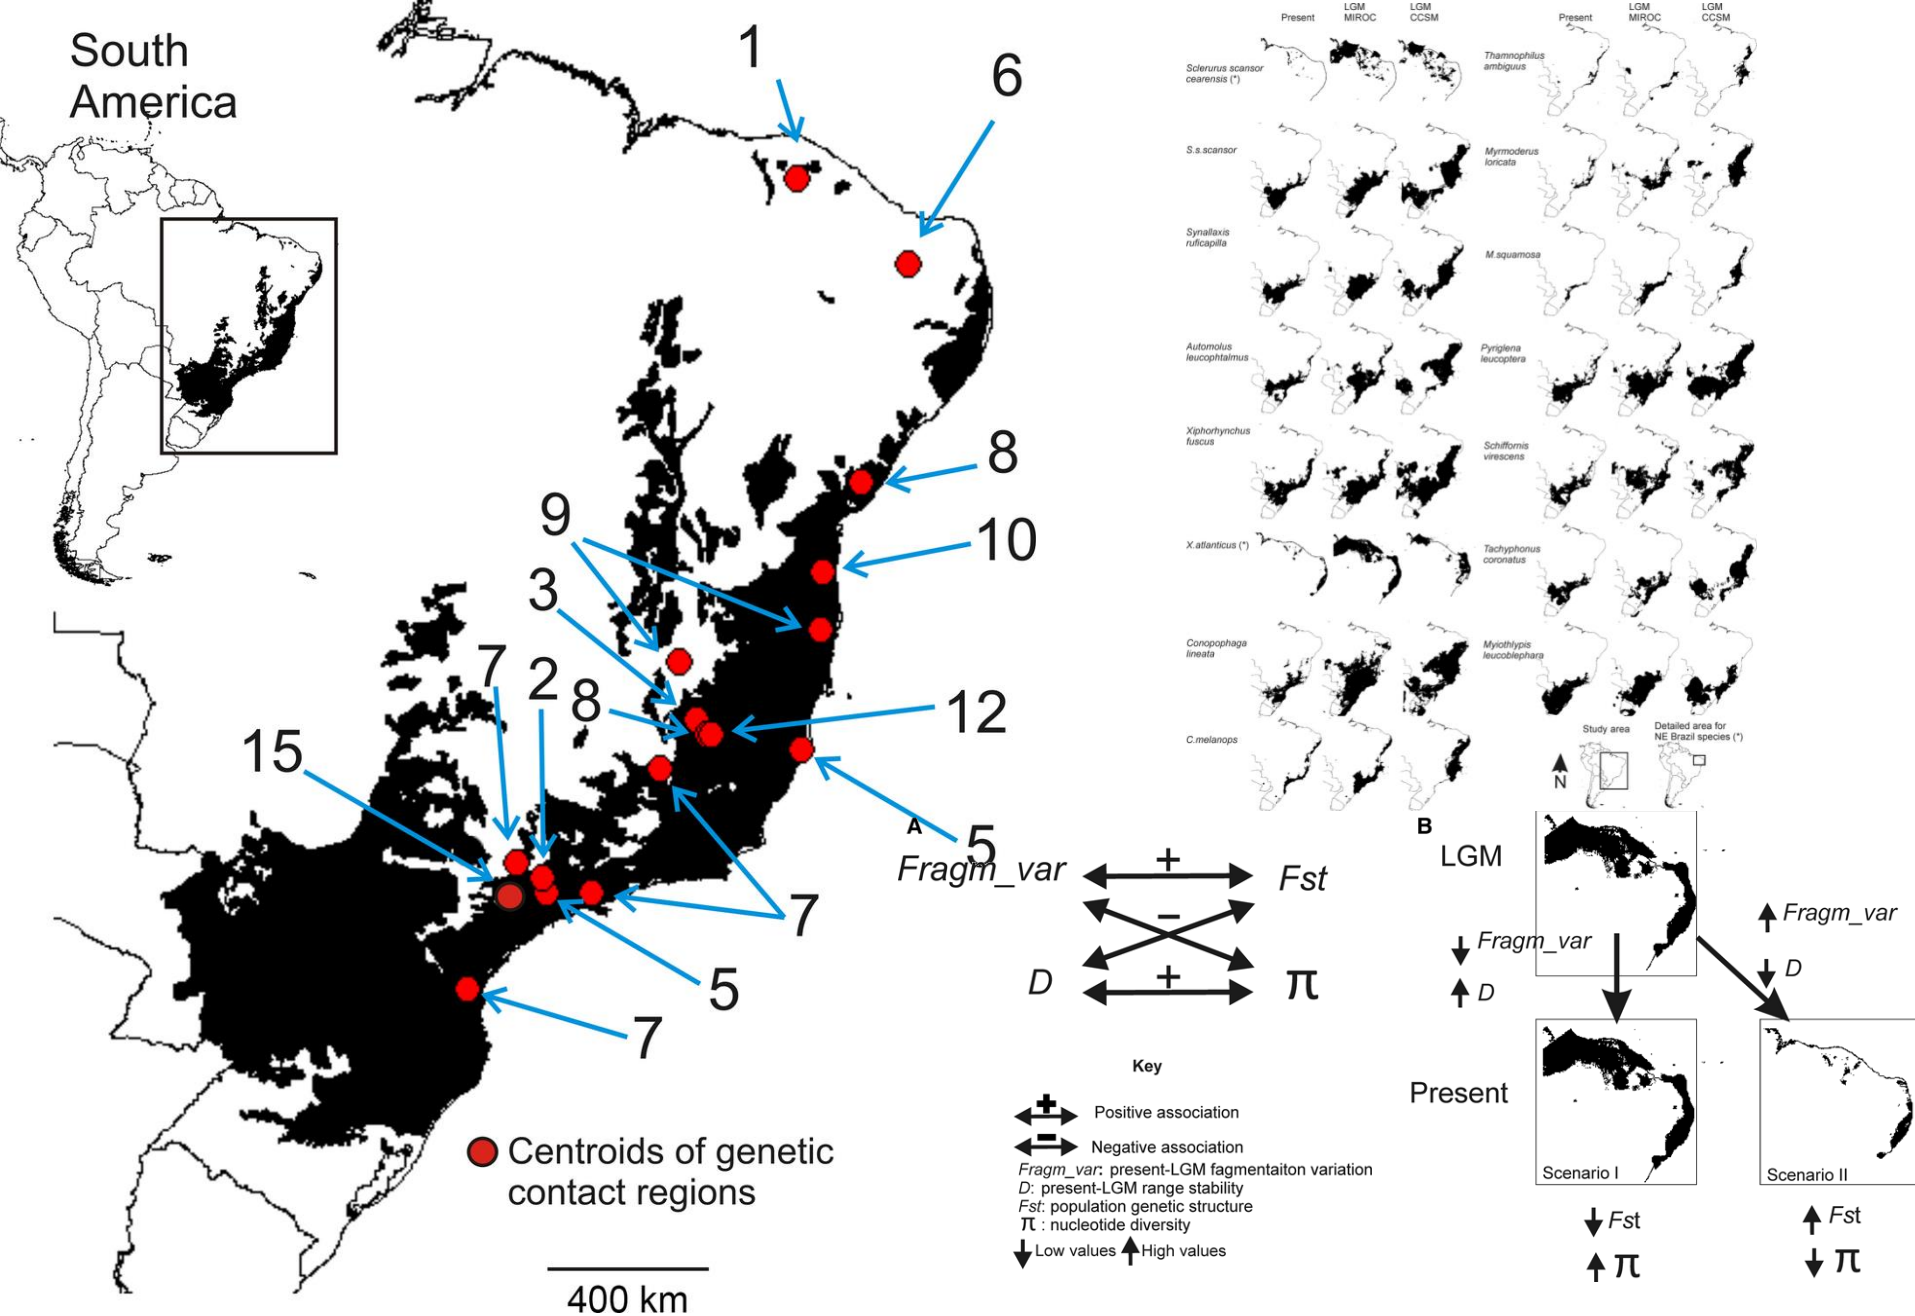 South
America
1
6
8
9
10
3
7
2
8
12
15
5
7
5
7
Centroids of genetic
contact regions
400 km
Present
LGM
MIROC
LGM
CCSM
Present
LGM
MIROC
LGM
CCSM
Sclerurus scansor
cearensis (*)
Thamnophilus
ambiguus
S.s.scansor
Myrmoderus
loricata
Synallaxis
ruficapilla
M.squamosa
Automolus
leucophtalmus
Pyriglena
leucoptera
Xiphorhynchus
fuscus
Schiffornis
virescens
X.atlanticus (*)
Tachyphonus
coronatus
Conopophaga
lineata
Myiothlypis
leucoblephara
C.melanops
Study area
Detailed area for
NE Brazil species (*)
N
A
Fragm_var
+
Fst
−
D
+
π
Key
+
Positive association
−
Negative association
Fragm_var: present-LGM fagmentaiton variation
D: present-LGM range stability
Fst: population genetic structure
π : nucleotide diversity
Low values
High values
B
LGM
Fragm_var
D
Fragm_var
D
Present
Scenario I
Scenario II
Fst
π
Fst
π